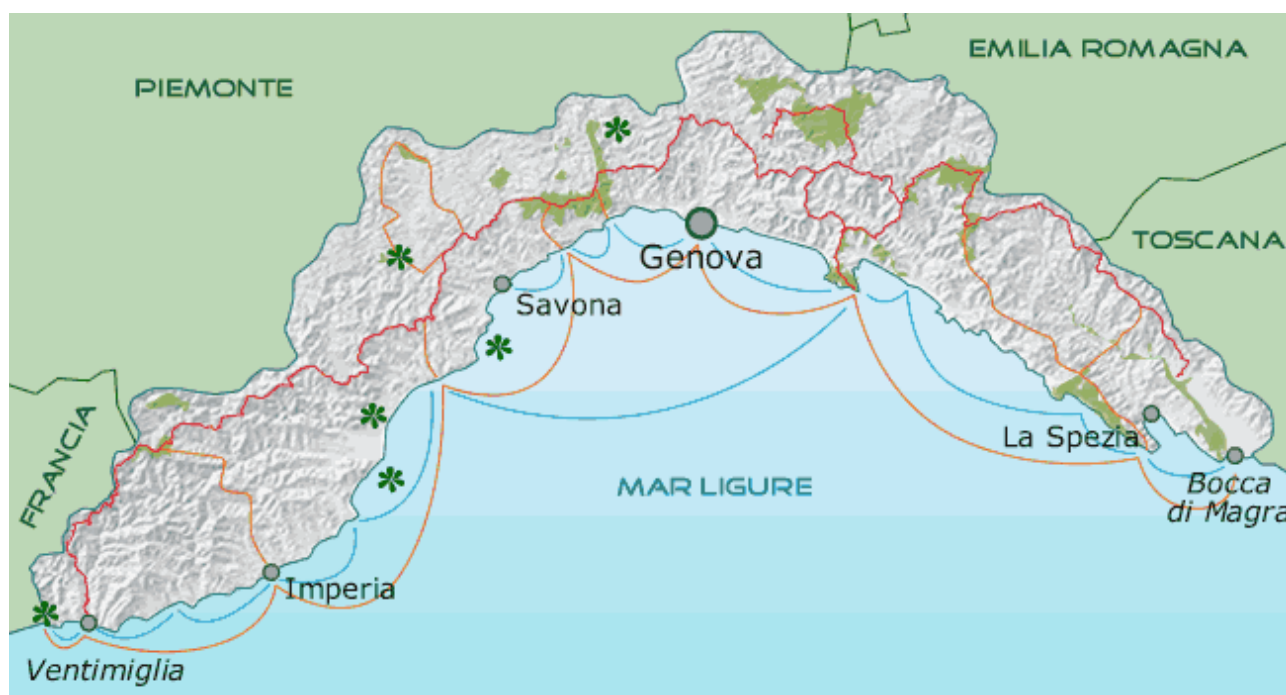 EMILIA ROMAGNA
PIEMONTE
TOSCANA
Genova
Savona
FRANCIA
La Spezia
MAR LIGURE
Bocca
di Magra
Imperia
Ventimiglia